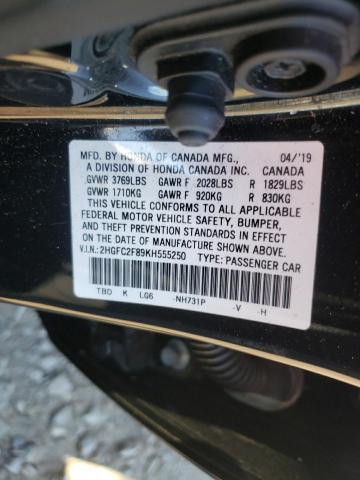 MFD. BY HONDA OF CANADA MFG., 04/'19
A DIVISION OF HONDA CANADA INC. CANADA
GVWR 3769LBS GAWR F 2028LBS R 1829LBS
GVWR 1710KG GAWR F 920KG R 830KG
THIS VEHICLE CONFORMS TO ALL APPLICABLE
FEDERAL MOTOR VEHICLE SAFETY, BUMPER,
AND THEFT PREVENTION STANDARDS IN EFFECT
ON THE DATE OF MANUFACTURE SHOWN ABOVE.
V.I.N.:2HGFC2F89KH555250 TYPE: PASSENGER CAR
TBD K LG6 -NH731P -V -H